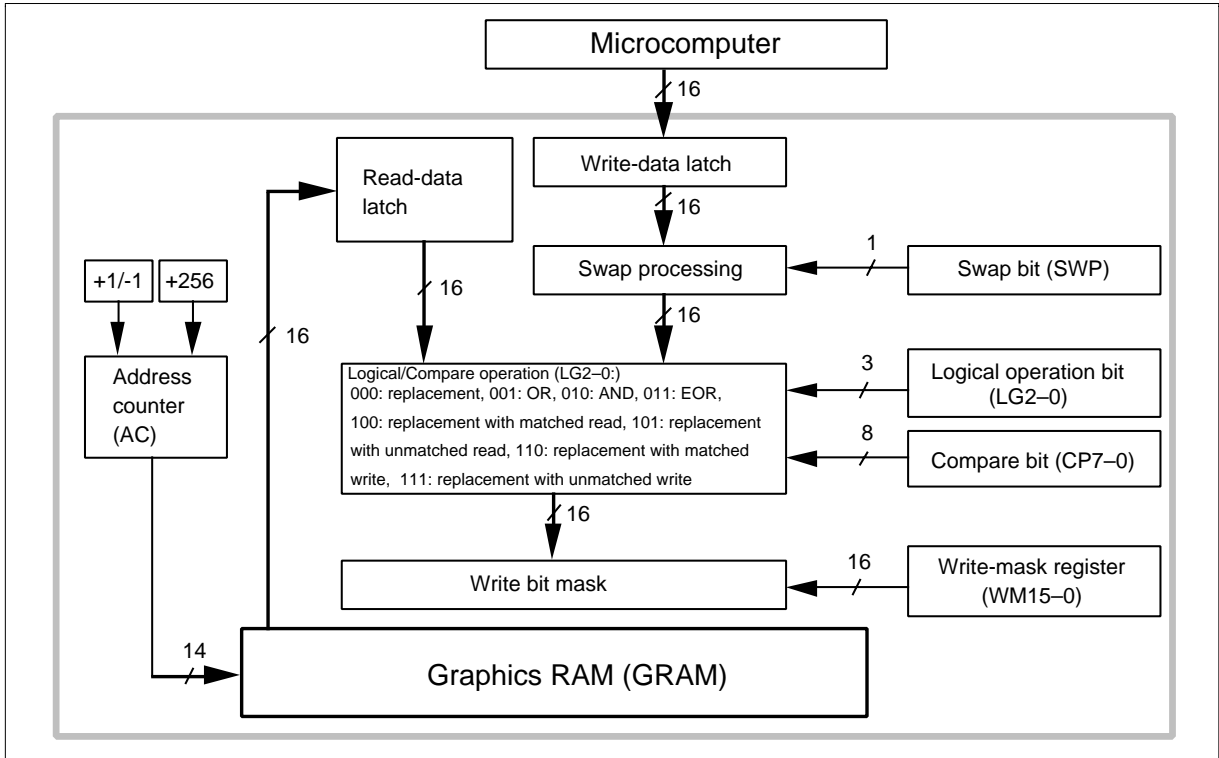 Microcomputer
16
Write-data latch
Read-data
latch
16
Swap processing
1
Swap bit (SWP)
+1/-1
+256
16
16
16
Address
counter
(AC)
Logical/Compare operation (LG2–0:)
000: replacement, 001: OR, 010: AND, 011: EOR,
100: replacement with matched read, 101: replacement
with unmatched read, 110: replacement with matched
write, 111: replacement with unmatched write
3
Logical operation bit
(LG2–0)
8
Compare bit (CP7–0)
16
Write bit mask
16
Write-mask register
(WM15–0)
14
Graphics RAM (GRAM)